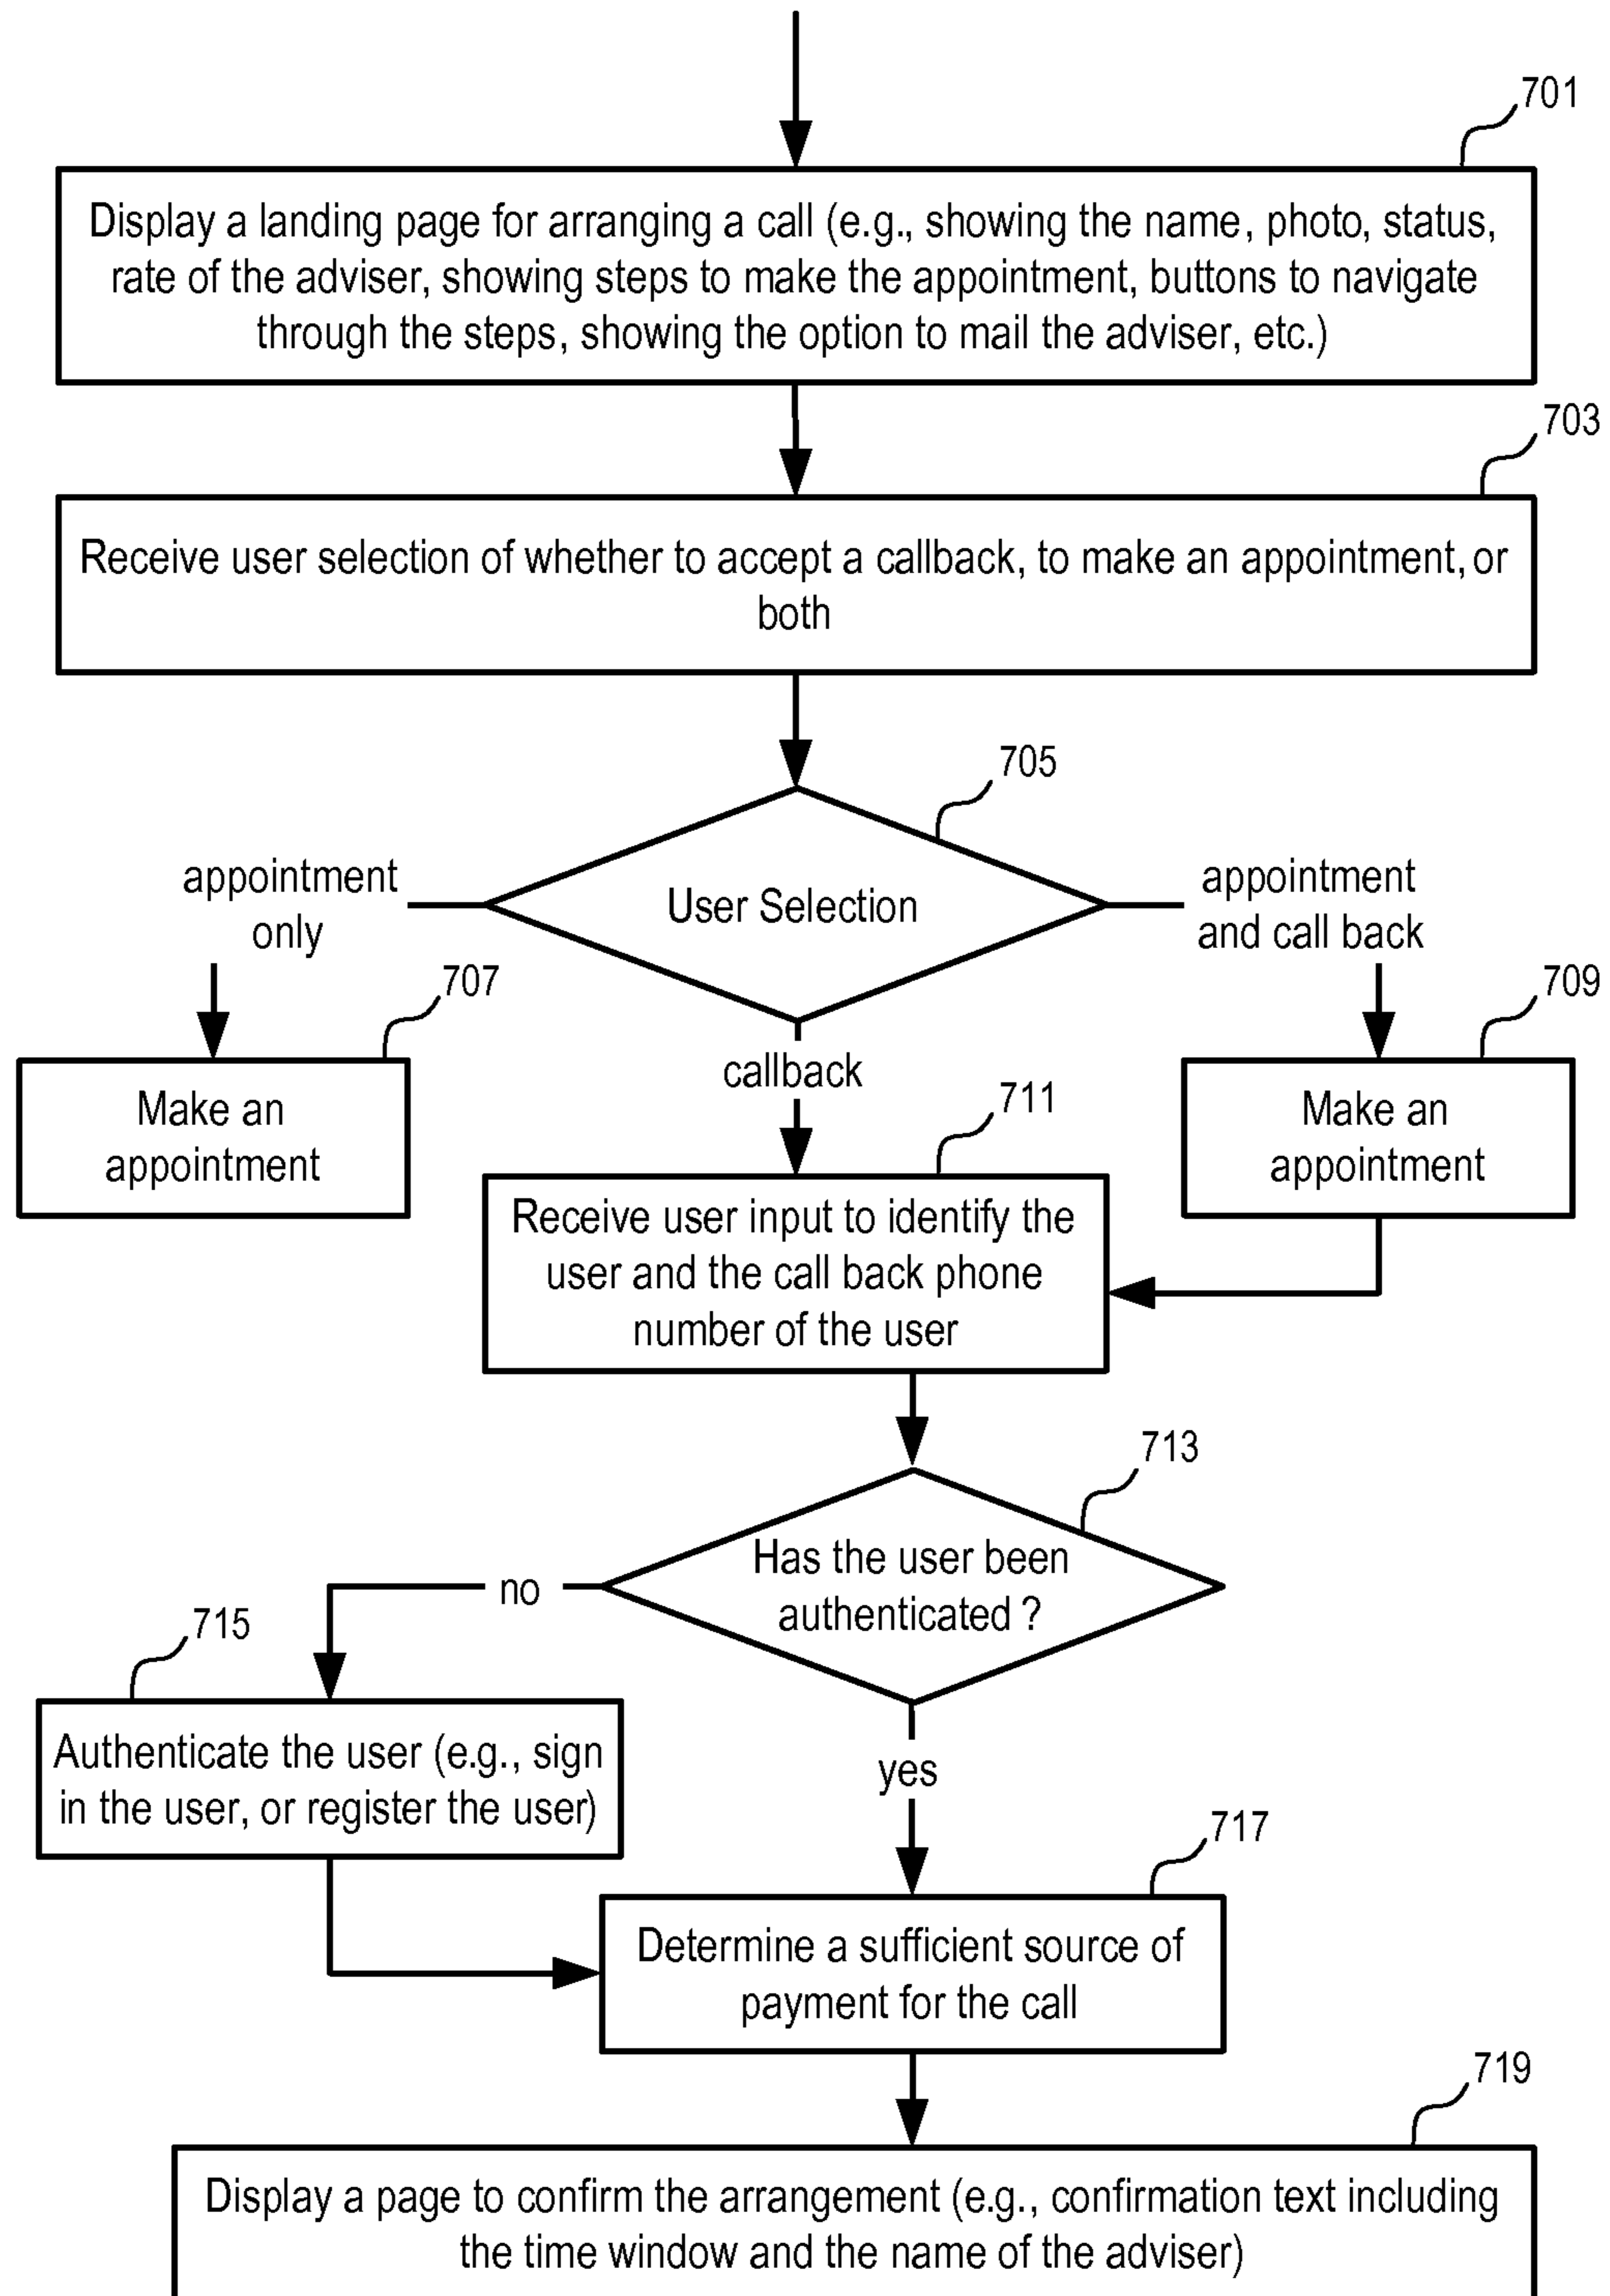 701
Display a landing page for arranging a call (e.g., showing the name, photo, status,
rate of the adviser, showing steps to make the appointment, buttons to navigate
through the steps, showing the option to mail the adviser, etc.)
703
Receive user selection of whether to accept a callback, to make an appointment, or
both
705
User Selection
appointment
only
appointment
and call back
707
Make an
appointment
callback
709
Make an
appointment
711
Receive user input to identify the
user and the call back phone
number of the user
713
Has the user been
authenticated ?
no
715
Authenticate the user (e.g., sign
in the user, or register the user)
yes
717
Determine a sufficient source of
payment for the call
719
Display a page to confirm the arrangement (e.g., confirmation text including
the time window and the name of the adviser)